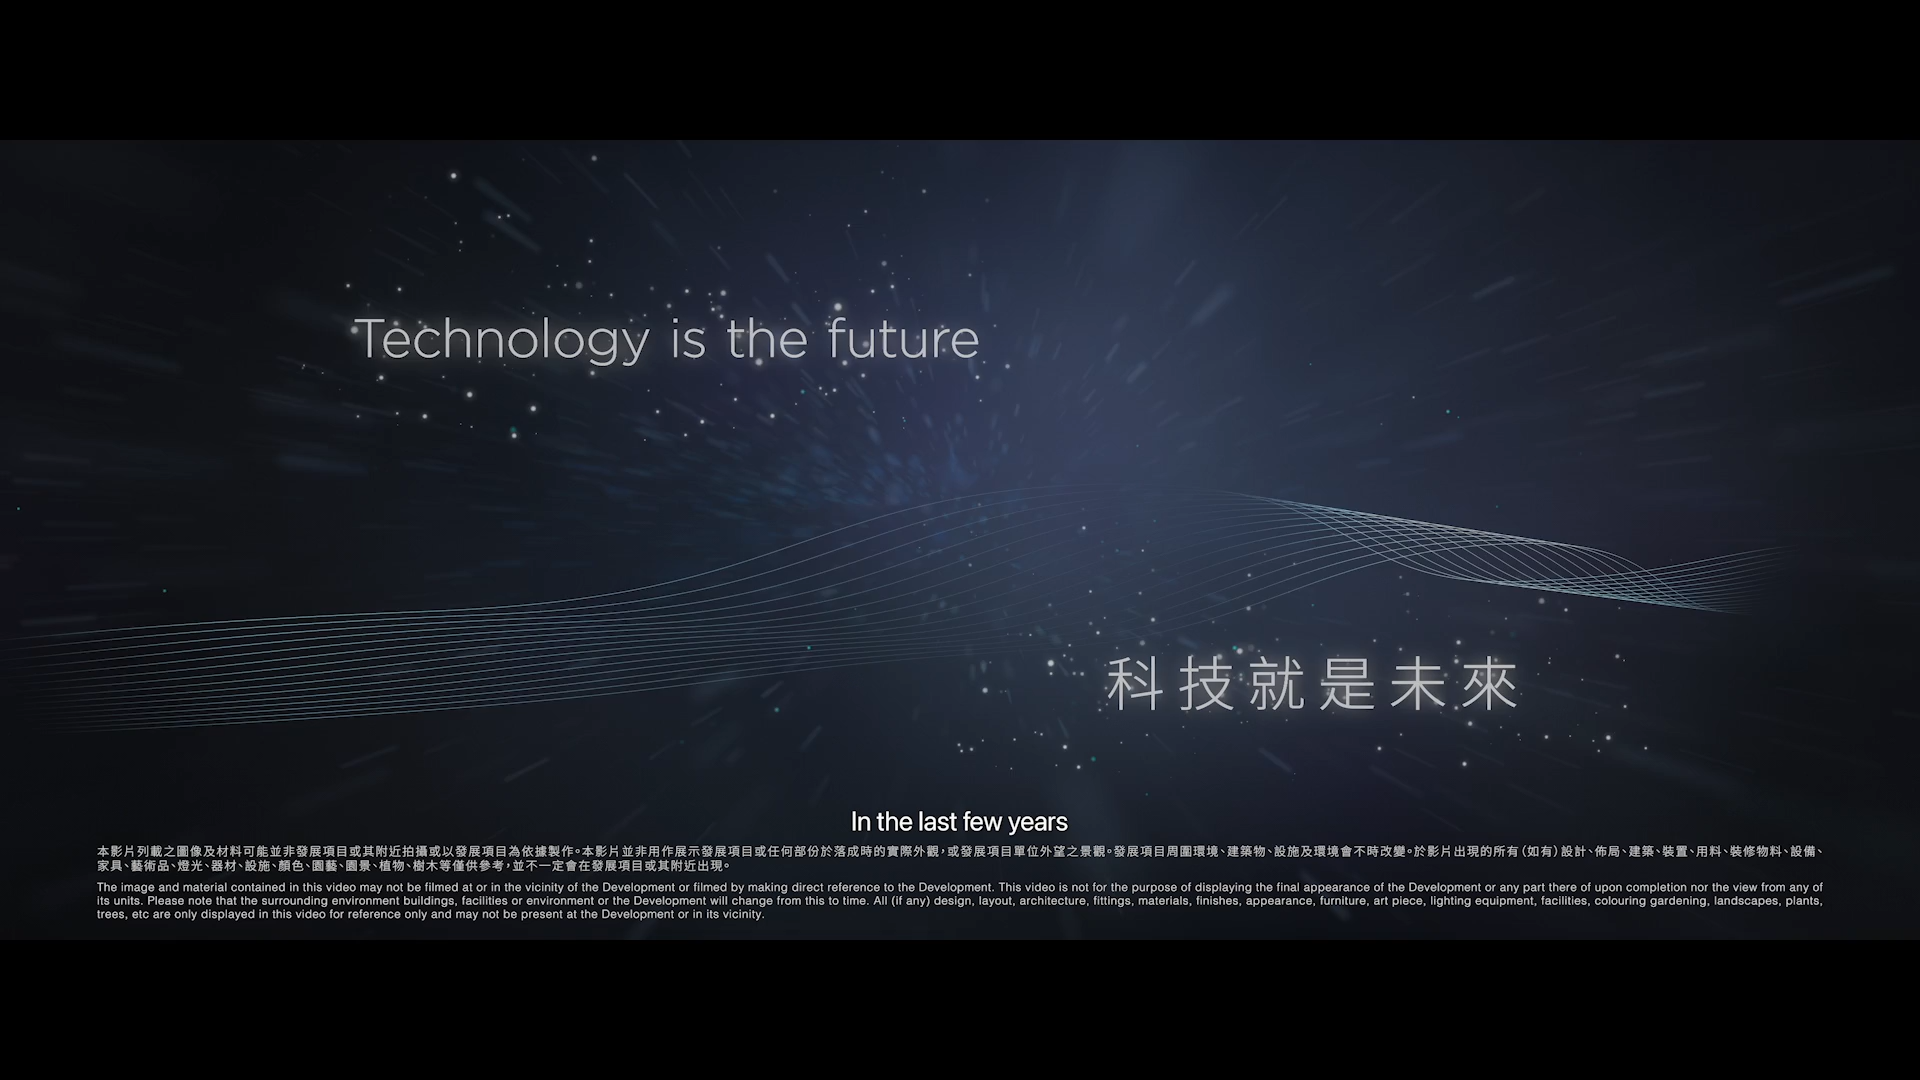 Technology is the future
科技就是未來
In the last few years
本影片列載之圖像及材料可能並非發展項目或其附近拍攝或以發展項目為依據製作。本影片並非用作展示發展項目或任何部份於落成時的實際外觀，或發展項目單位外望之景觀。發展項目周圍環境、建築物、設施及環境會不時改變。於影片出現的所有（如有）設計、佈局、建築、裝置、用料、裝修物料、設備、
家具、藝術品、燈光、器材、設施、顏色、園藝、園景、植物、樹木等僅供參考，並不一定會在發展項目或其附近出現。
The image and material contained in this video may not be filmed at or in the vicinity of the Development or filmed by making direct reference to the Development. This video is not for the purpose of displaying the final appearance of the Development or any part there of upon completion nor the view from any of
its units. Please note that the surrounding environment buildings, facilities or environment or the Development will change from this to time. All (if any) design, layout, architecture, fittings, materials, finishes, appearance, furniture, art piece, lighting equipment, facilities, colouring gardening, landscapes, plants,
trees, etc are only displayed in this video for reference only and may not be present at the Development or in its vicinity.